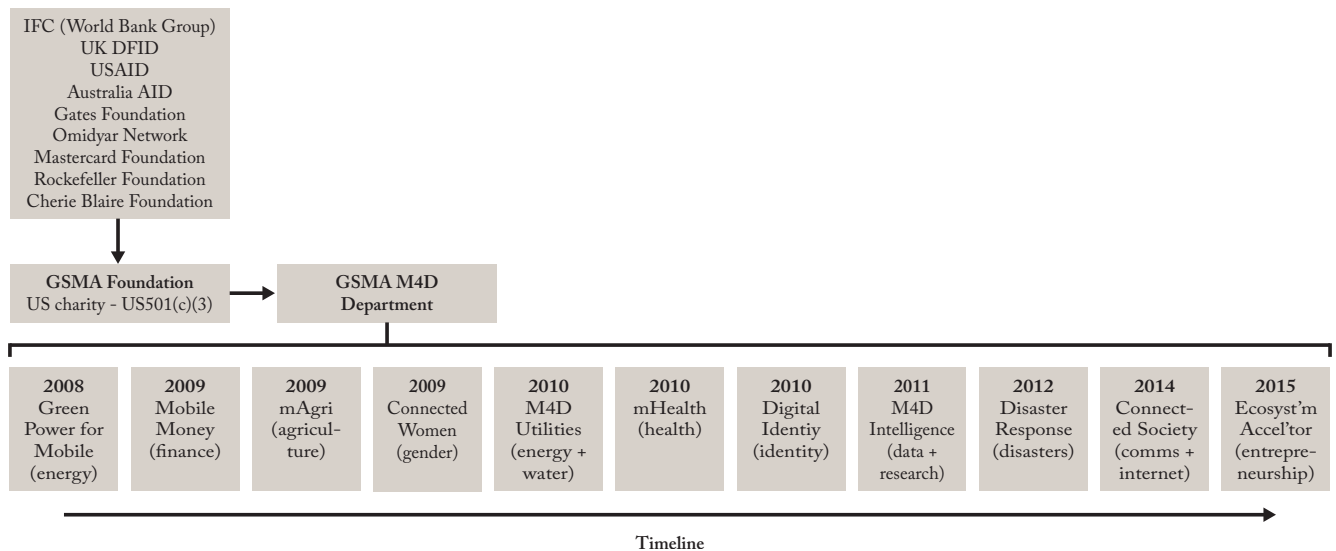 IFC (World Bank Group)
UK DFID
USAID
Australia AID
Gates Foundation
Omidyar Network
Mastercard Foundation
Rockefeller Foundation
Cherie Blaire Foundation
GSMA Foundation
US charity - US501(c)(3)
GSMA M4D
Department
2008
Green
Power for
Mobile
(energy)
2009
Mobile
Money
(finance)
2009
mAgri
(agricul-
ture)
2009
Connected
Women
(gender)
2010
M4D
Utilities
(energy +
water)
2010
mHealth
(health)
2010
Digital
Identiy
(identity)
2011
M4D
Intelligence
(data +
research)
2012
Disaster
Response
(disasters)
2014
Connect-
ed Society
(comms +
internet)
2015
Ecosyst'm
Accel'tor
(entrepre-
neurship)
Timeline